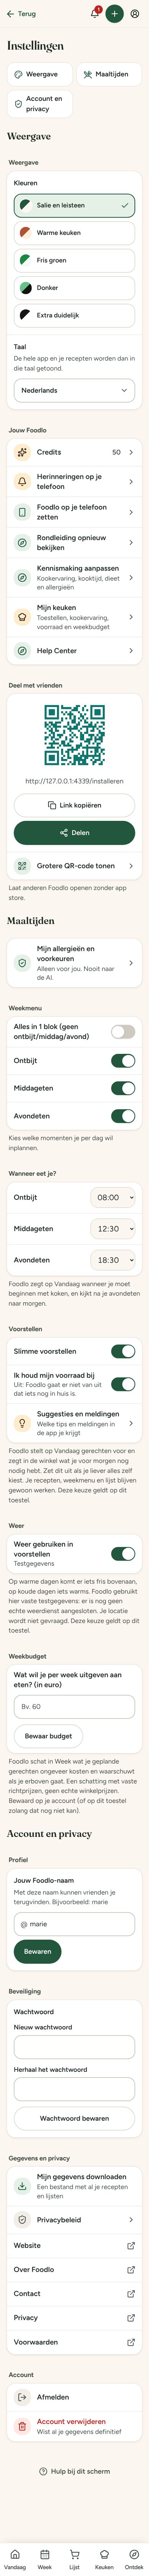 Terug
1
Instellingen
Weergave
Maaltijden
Account en
privacy
Weergave
Weergave
Kleuren
Salie en leisteen
Warme keuken
Fris groen
Donker
Extra duidelijk
Taal
De hele app en je recepten worden dan in
die taal getoond.
Nederlands
Jouw Foodlo
Credits
50
Herinneringen op je
telefoon
Foodlo op je telefoon
zetten
Rondleiding opnieuw
bekijken
Kennismaking aanpassen
Kookervaring, kooktijd, dieet
en allergieën
Mijn keuken
Toestellen, kookervaring,
voorraad en weekbudget
Help Center
Deel met vrienden
http://127.0.0.1:4339/installeren
Link kopiëren
Delen
Grotere QR-code tonen
Laat anderen Foodlo openen zonder app
store.
Maaltijden
Mijn allergieën en
voorkeuren
Alleen voor jou. Nooit naar
de AI.
Weekmenu
Alles in 1 blok (geen
ontbijt/middag/avond)
Ontbijt
Middageten
Avondeten
Kies welke momenten je per dag wil
inplannen.
Wanneer eet je?
Ontbijt
08:00
Middageten
12:30
Avondeten
18:30
Foodlo zegt op Vandaag wanneer je moet
beginnen met koken, en kijkt na je avondeten
naar morgen.
Voorstellen
Slimme voorstellen
Ik houd mijn voorraad bij
Uit: Foodlo gaat er niet van uit
dat iets nog in huis is.
Suggesties en meldingen
Welke tips en meldingen in
de app je krijgt
Foodlo stelt op Vandaag gerechten voor en
zegt in de winkel wat je voor morgen nog
nodig hebt. Zet dit uit als je liever alles zelf
kiest. Je recepten, weekmenu en lijst blijven
gewoon werken. Deze keuze geldt op dit
toestel.
Weer
Weer gebruiken in
voorstellen
Testgegevens
Op warme dagen komt er iets fris bovenaan,
op koude dagen iets warms. Foodlo gebruikt
hier vaste testgegevens: er is nog geen
echte weerdienst aangesloten. Je locatie
wordt niet gevraagd. Deze keuze geldt op dit
toestel.
Weekbudget
Wat wil je per week uitgeven aan
eten? (in euro)
Bv. 60
Bewaar budget
Foodlo schat in Week wat je geplande
gerechten ongeveer kosten en waarschuwt
als je erboven gaat. Een schatting met vaste
richtprijzen, geen echte winkelprijzen.
Bewaard op je account (of op dit toestel
zolang dat nog niet kan).
Account en privacy
Profiel
Jouw Foodlo-naam
Met deze naam kunnen vrienden je
terugvinden. Bijvoorbeeld: marie
@ marie
Bewaren
Beveiliging
Wachtwoord
Nieuw wachtwoord
Herhaal het wachtwoord
Wachtwoord bewaren
Gegevens en privacy
Mijn gegevens downloaden
Een bestand met al je recepten
en lijsten
Privacybeleid
Website
Over Foodlo
Contact
Privacy
Voorwaarden
Account
Afmelden
Account verwijderen
Wist al je gegevens definitief
Hulp bij dit scherm
Vandaag
Week
Lijst
Keuken
Ontdek